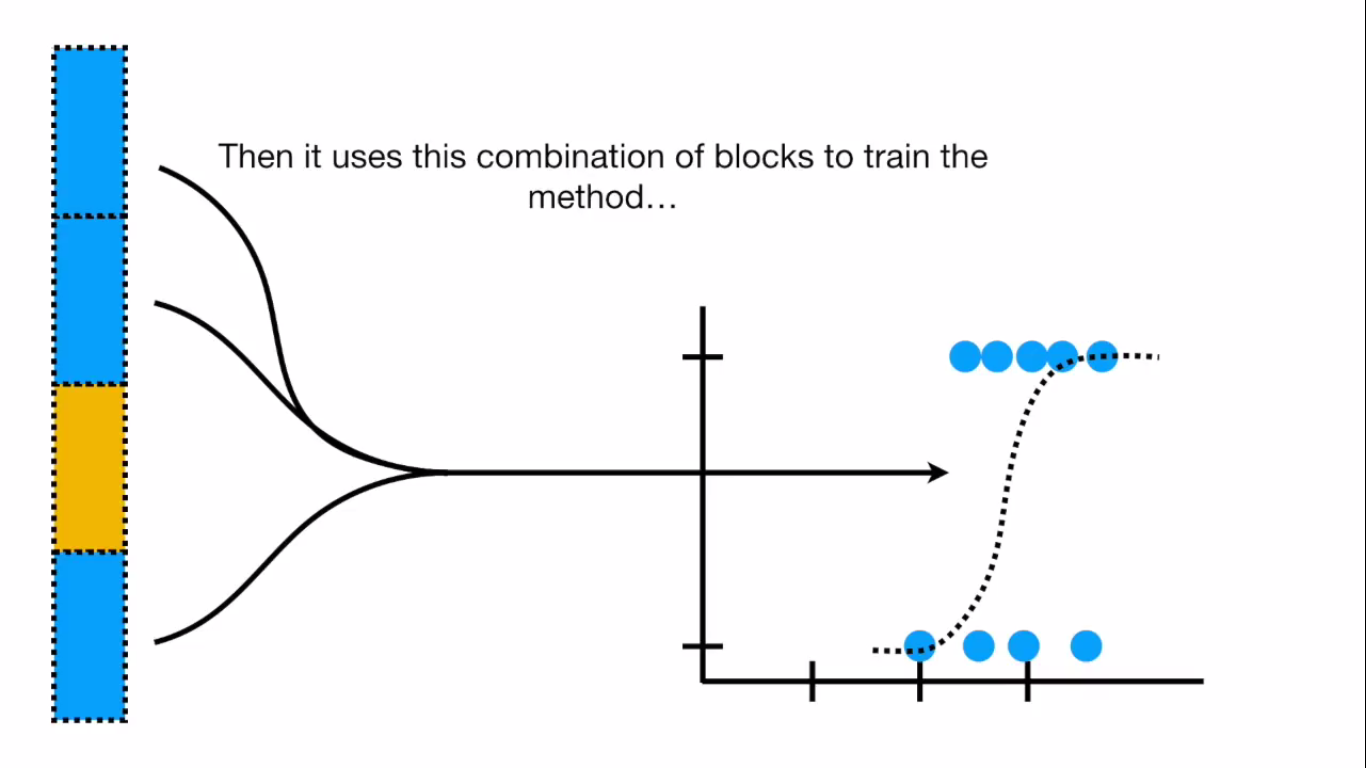 Then it uses this combination of blocks to train the
method…